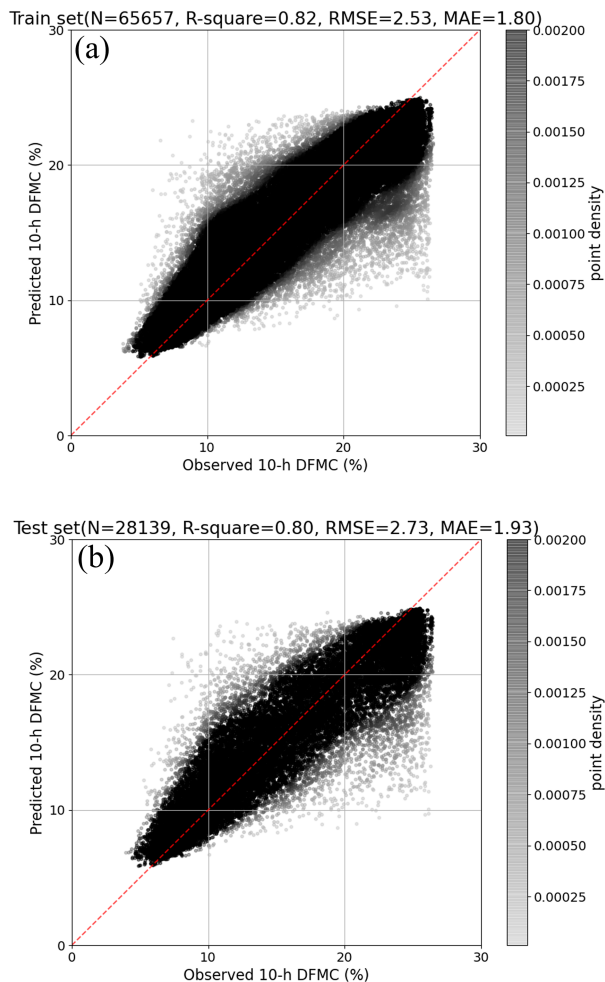 Train set(N=65657, R-square=0.82, RMSE=2.53, MAE=1.80)
(a)
30
20
10
0
0 10 20 30
Predicted 10-h DFMC (%)
Observed 10-h DFMC (%)
0.00200
0.00175
0.00150
0.00125
0.00100
0.00075
0.00050
0.00025
point density
Test set(N=28139, R-square=0.80, RMSE=2.73, MAE=1.93)
(b)
30
20
10
0
0 10 20 30
Predicted 10-h DFMC (%)
Observed 10-h DFMC (%)
0.00200
0.00175
0.00150
0.00125
0.00100
0.00075
0.00050
0.00025
point density